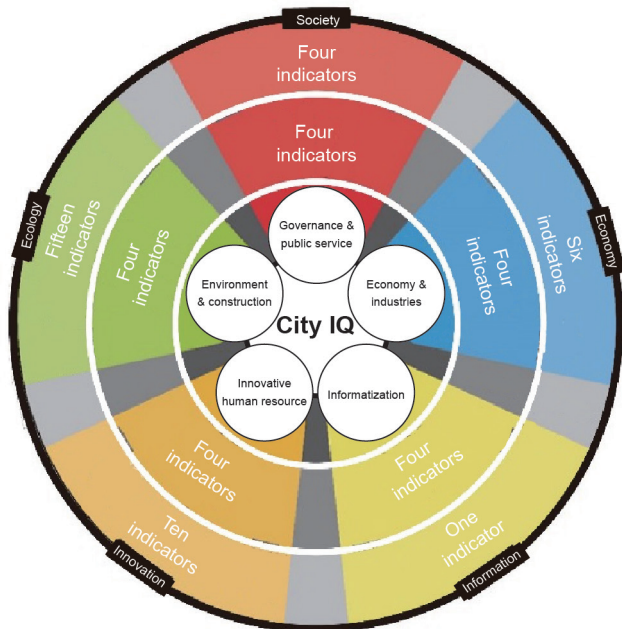 Society
Four
indicators
Four
indicators
Governance &
public service
Economy
Six
indicators
Four
indicators
Economy &
industries
Ecology
Fifteen
indicators
Four
indicators
Environment
& construction
City IQ
Innovative
human resource
Informatization
Four
indicators
Ten
indicators
Innovation
Four
indicators
One
indicator
Information